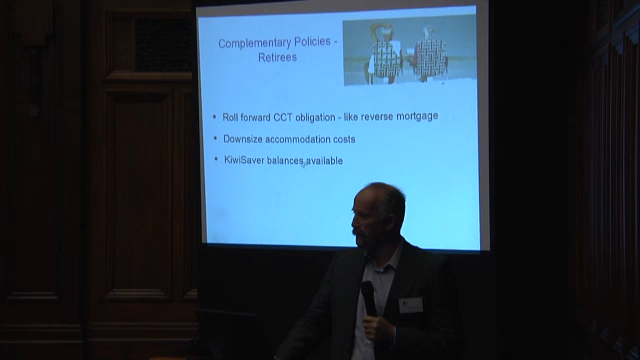 Complementary Policies -
Retirees
• Roll forward CCT obligation - like reverse mortgage
• Downsize accommodation costs
• KiwiSaver balances available